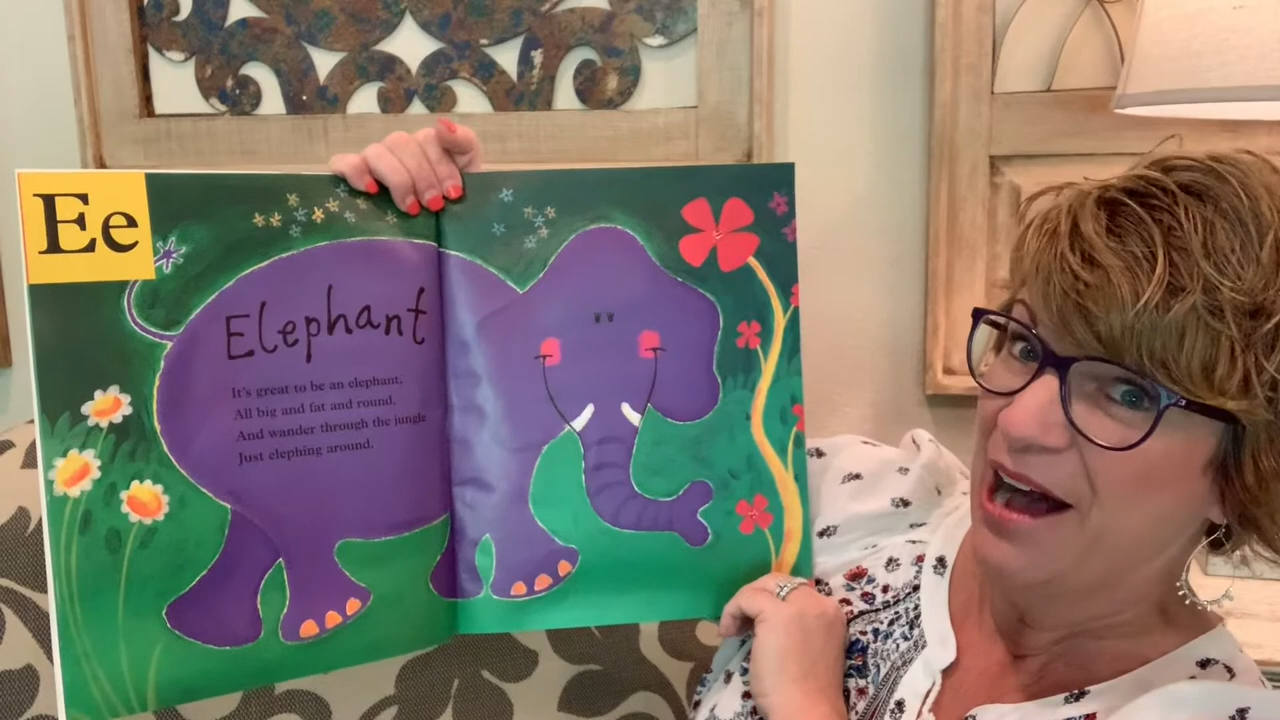 Ee
Elephant
It's great to be an elephant,
All big and fat and round,
And wander through the jungle
Just elephing around.